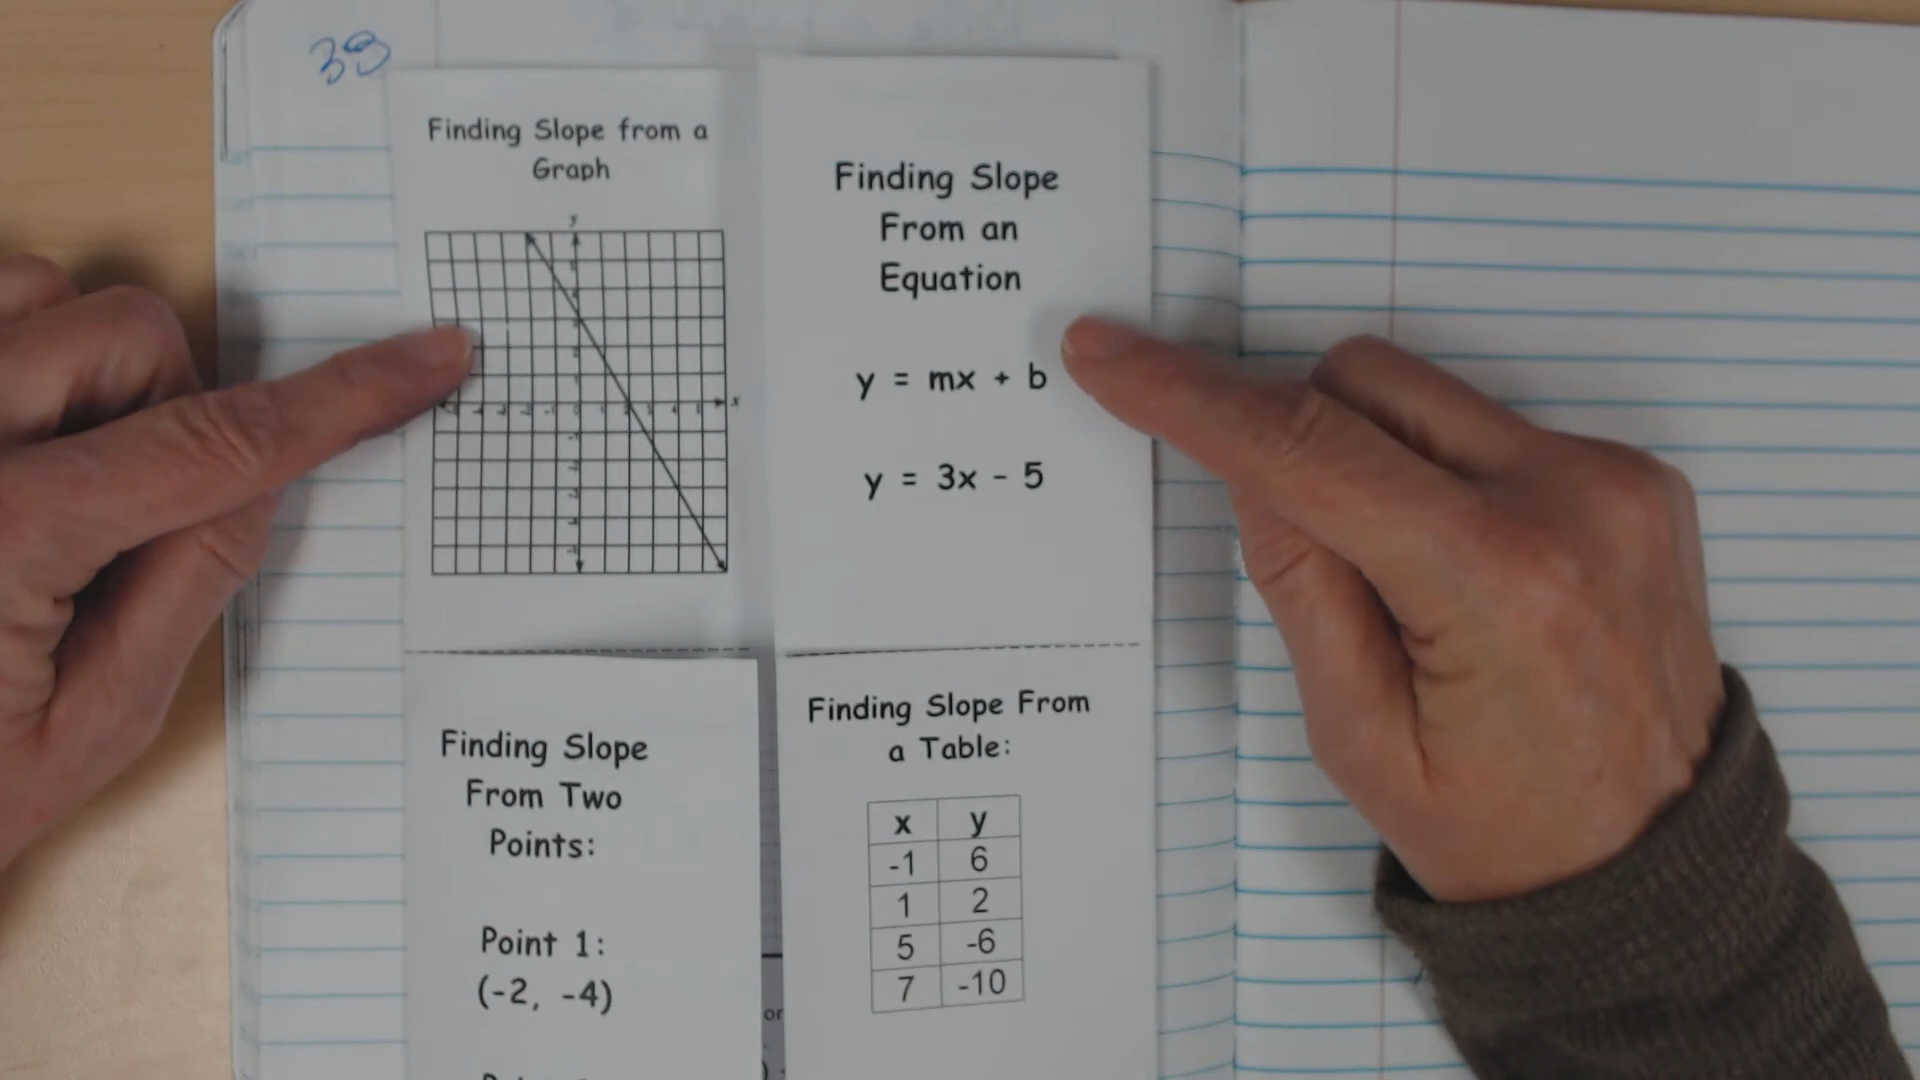 39
Finding Slope from a
Graph
y
x
Finding Slope
From an
Equation
y = mx + b
y = 3x - 5
Finding Slope
From Two
Points:
Point 1:
(-2, -4)
or
Finding Slope From
a Table:
x y
-1 6
1 2
5 -6
7 -10